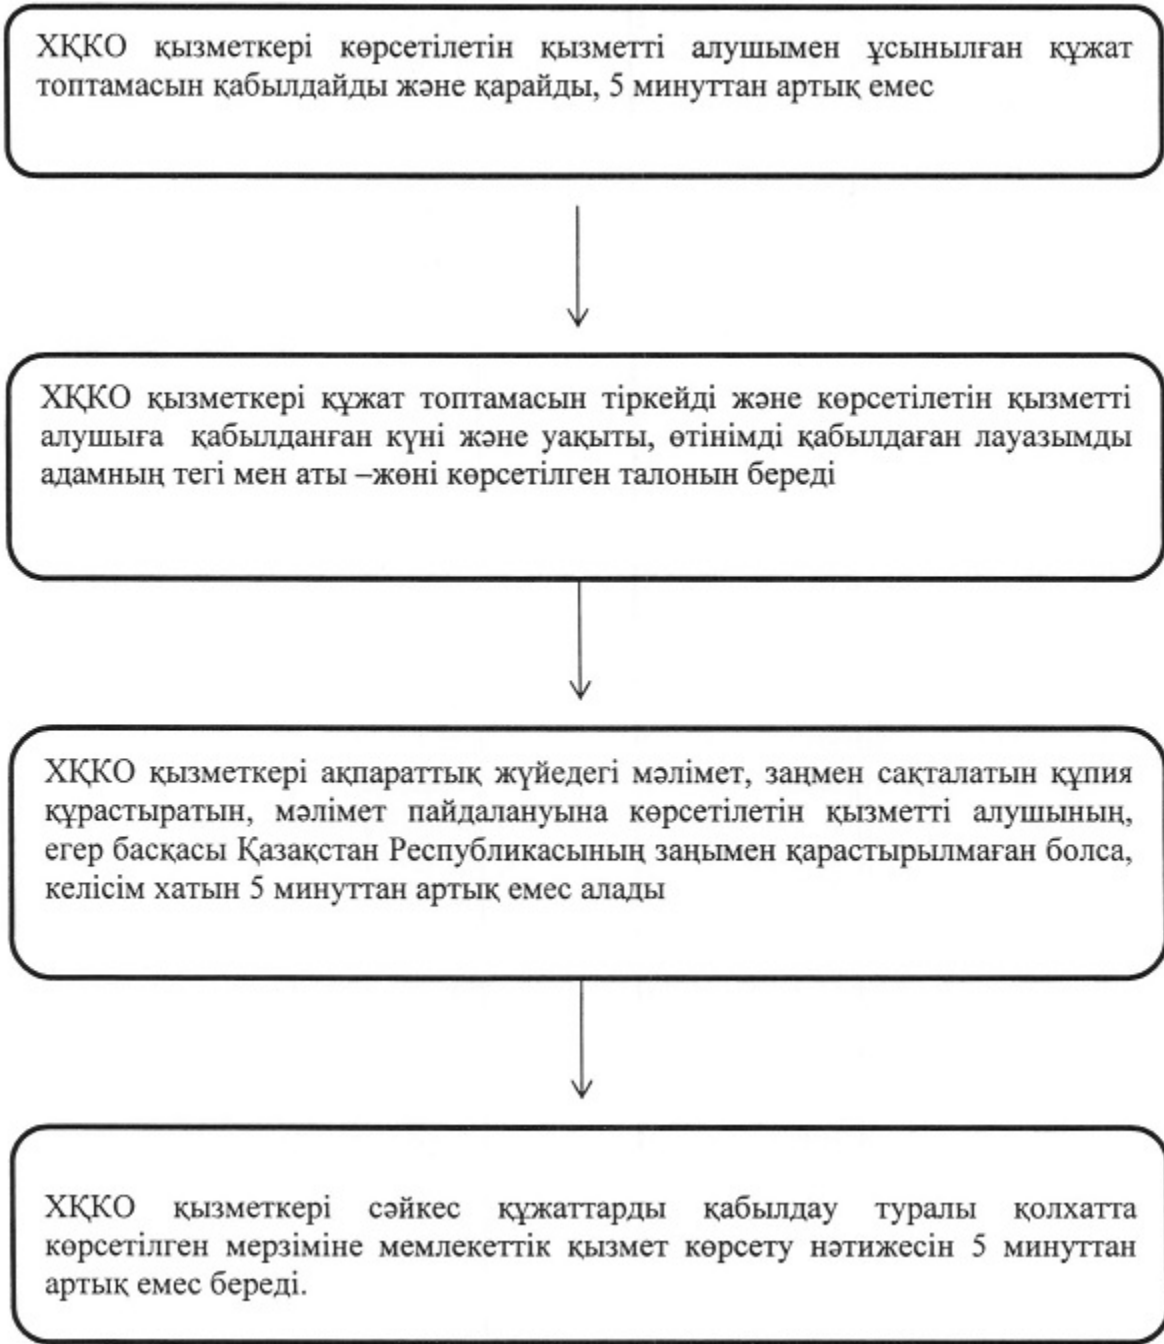 ХҚКО қызметкері көрсетілетін қызметті алушымен ұсынылған құжат
топтамасын қабылдайды және қарайды, 5 минуттан артық емес
ХҚКО қызметкері құжат топтамасын тіркейді және көрсетілетін қызметті
алушыға қабылданған күні және уақыты, өтінімді қабылдаған лауазымды
адамның тегі мен аты –жөні көрсетілген талонын береді
ХҚКО қызметкері ақпараттық жүйедегі мәлімет, заңмен сақталатын құпия
құрастыратын, мәлімет пайдалануына көрсетілетін қызметті алушының,
егер басқасы Қазақстан Республикасының заңымен қарастырылмаған болса,
келісім хатын 5 минуттан артық емес алады
ХҚКО қызметкері сәйкес құжаттарды қабылдау туралы қолхатта
көрсетілген мерзіміне мемлекеттік қызмет көрсету нәтижесін 5 минуттан
артық емес береді.